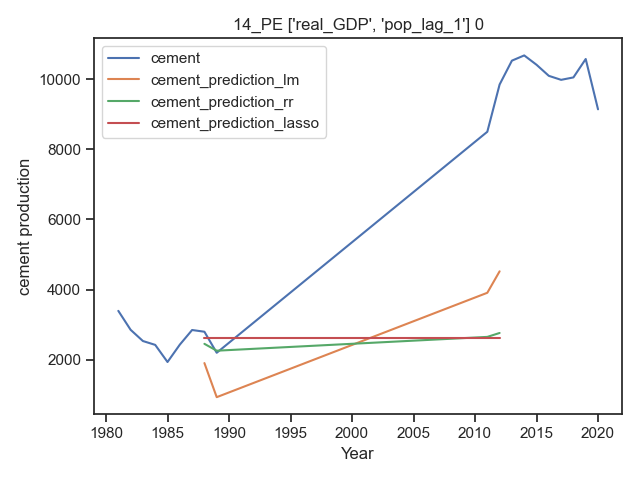 14_PE ['real_GDP', 'pop_lag_1'] 0
cement
cement_prediction_lm
cement_prediction_rr
cement_prediction_lasso
cement production
10000
8000
6000
4000
2000
1980 1985 1990 1995 2000 2005 2010 2015 2020
Year